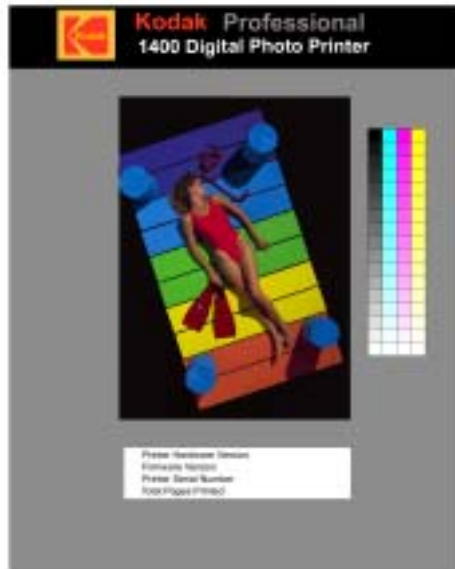 Kodak Professional
1400 Digital Photo Printer
Printer Hardware Version
Firmware Version
Printer Serial Number
Total Pages Printed